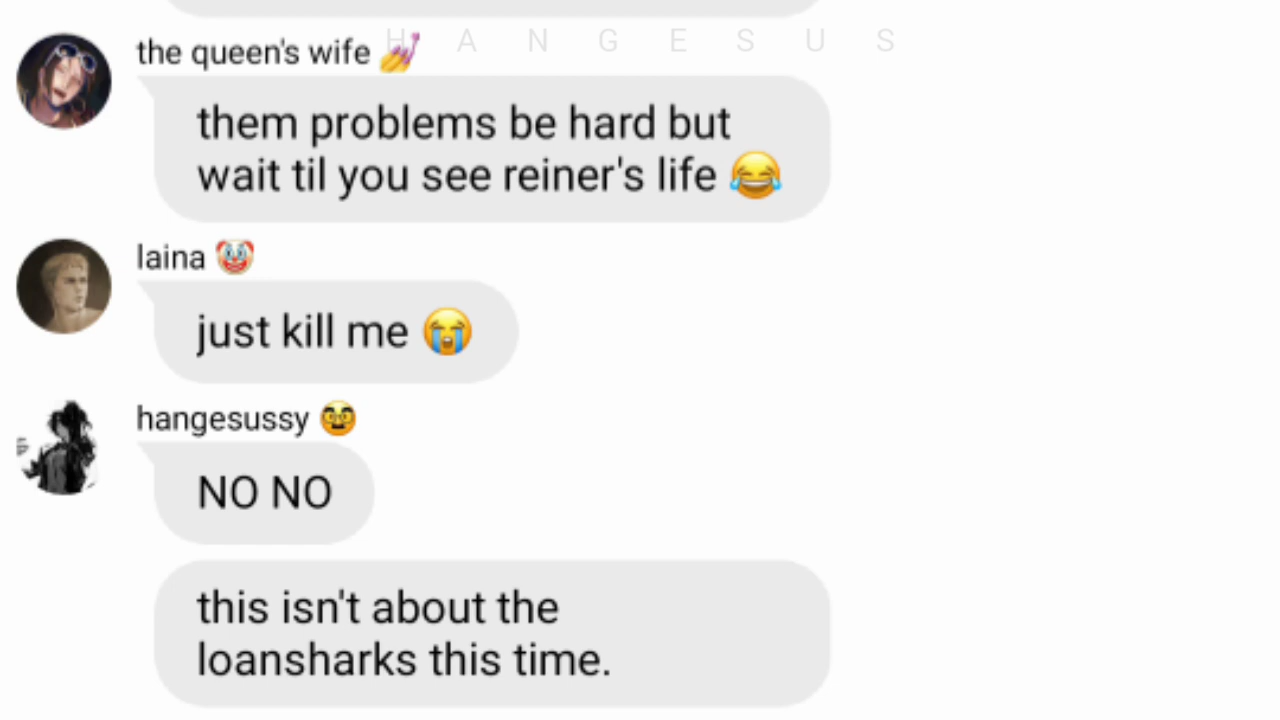 HANGESUS
the queen's wife 💅
them problems be hard but
wait til you see reiner's life 😂
laina 🤡
just kill me 😭
hangesussy 🥸
NO NO
this isn't about the
loansharks this time.